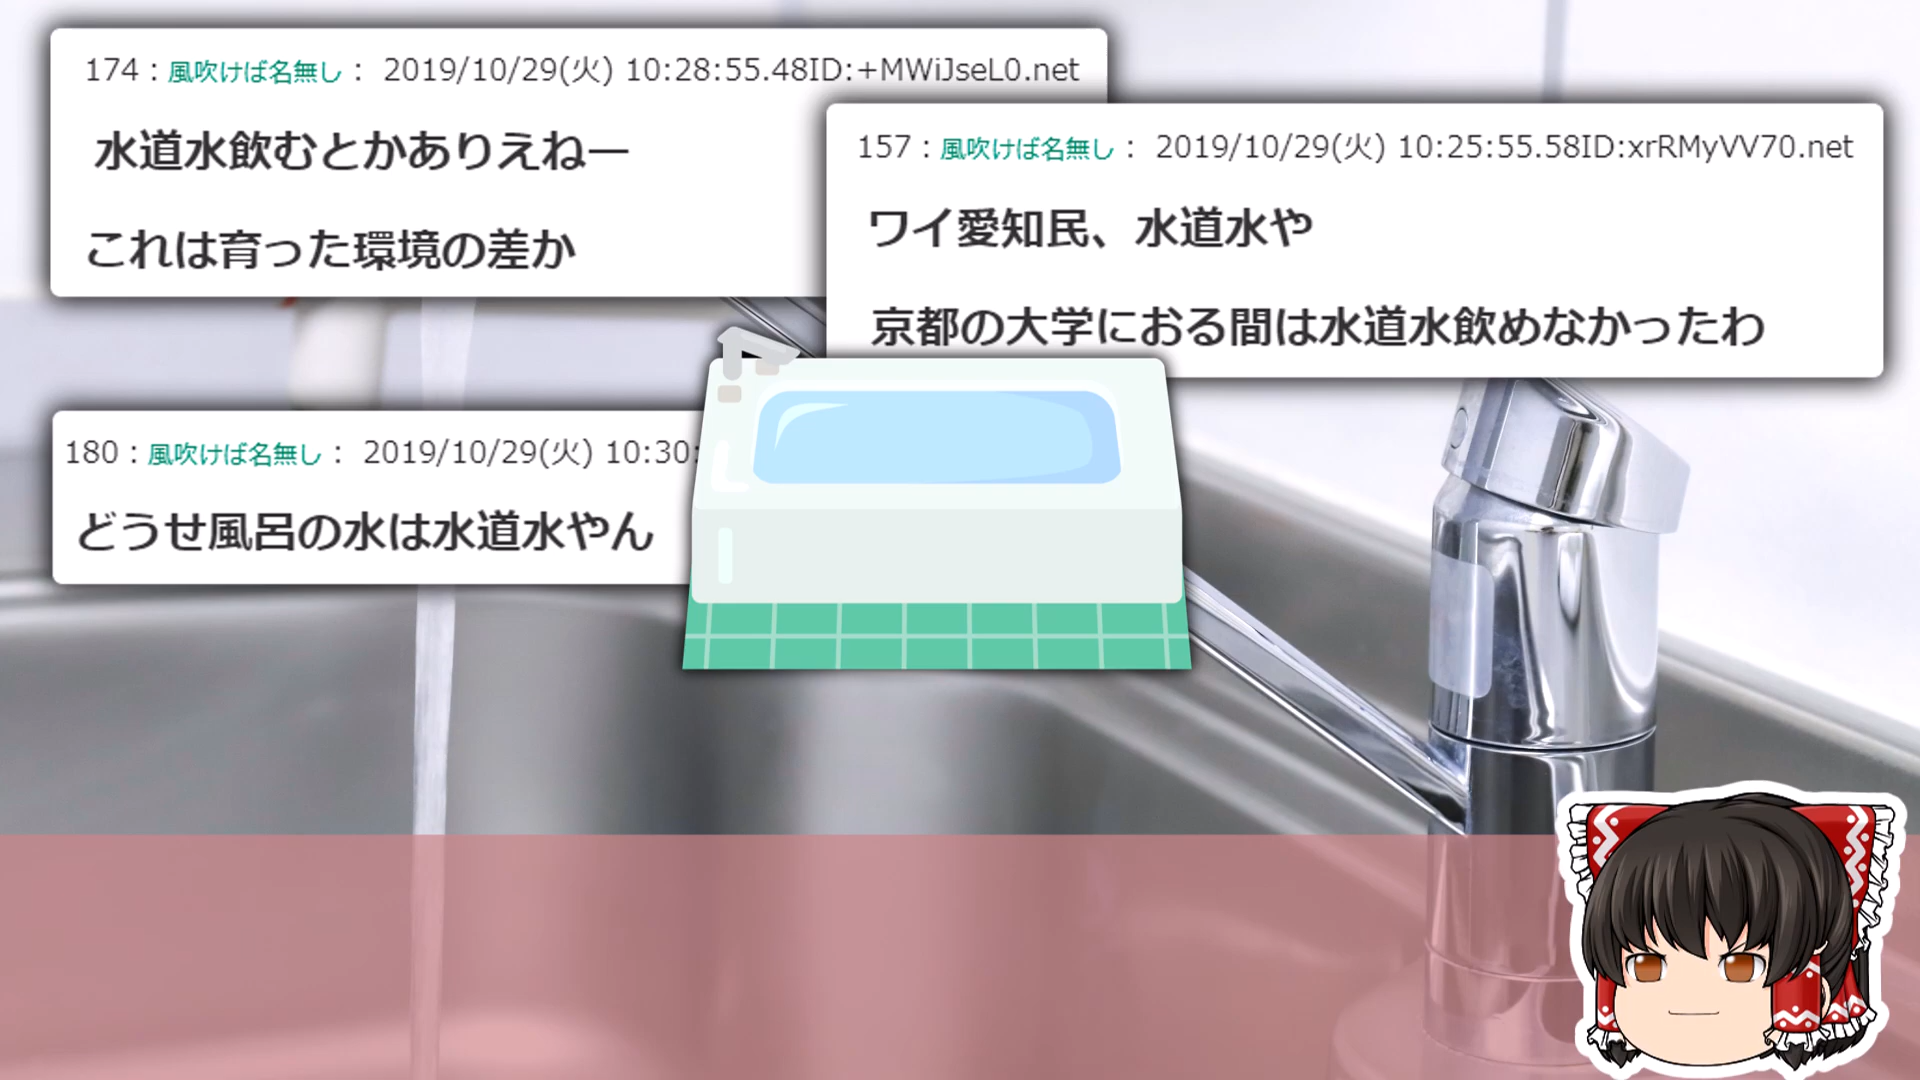 174：風吹けば名無し： 2019/10/29(火) 10:28:55.48ID:+MWiJseL0.net
水道水飲むとかありえねー
これは育った環境の差か
157：風吹けば名無し： 2019/10/29(火) 10:25:55.58ID:xrRMyVV70.net
ワイ愛知民、水道水や
京都の大学におる間は水道水飲めなかったわ
180：風吹けば名無し： 2019/10/29(火) 10:30:
どうせ風呂の水は水道水やん